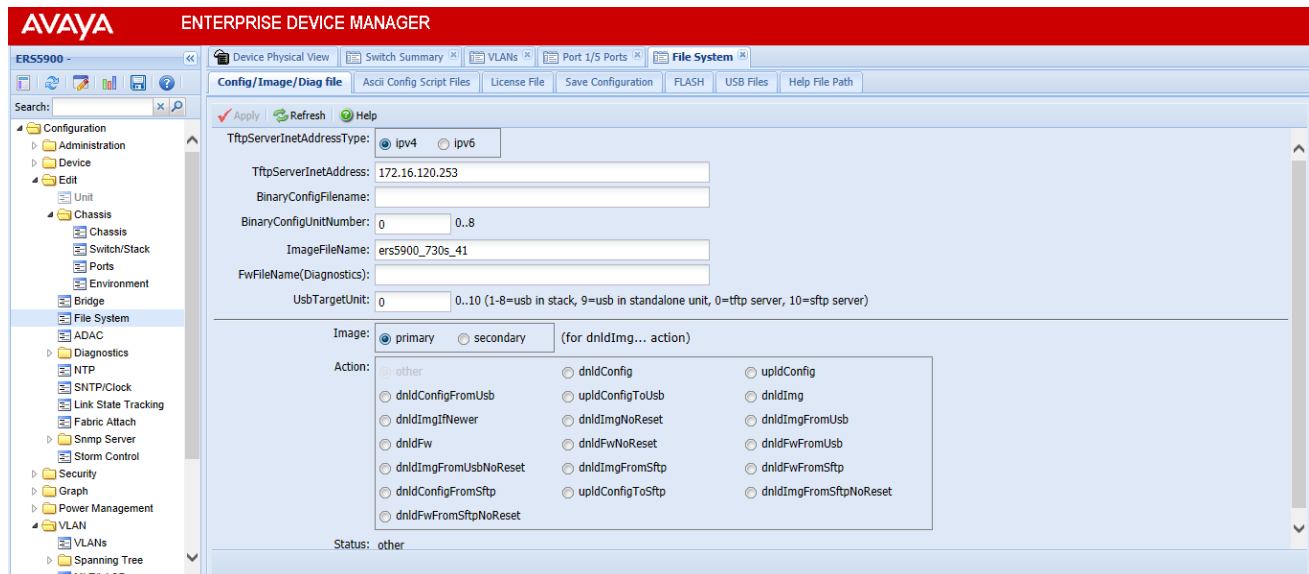 AVAYA ENTERPRISE DEVICE MANAGER
ERS5900 -
Search:
Configuration
Administration
Device
Edit
Unit
Chassis
Chassis
Switch/Stack
Ports
Environment
Bridge
File System
ADAC
Diagnostics
NTP
SNTP/Clock
Link State Tracking
Fabric Attach
Snmp Server
Storm Control
Security
Graph
Power Management
VLAN
VLANs
Spanning Tree
Device Physical View Switch Summary VLANs Port 1/5 Ports File System
Config/Image/Diag file Ascii Config Script Files License File Save Configuration FLASH USB Files Help File Path
Apply Refresh Help
TftpServerInetAddressType: ipv4 ipv6
TftpServerInetAddress: 172.16.120.253
BinaryConfigFilename:
BinaryConfigUnitNumber: 0 0..8
ImageFileName: ers5900_730s_41
FwFileName(Diagnostics):
UsbTargetUnit: 0 0..10 (1-8=usb in stack, 9=usb in standalone unit, 0=tftp server, 10=sftp server)
Image: primary secondary (for dnldImg... action)
Action: other dnldConfig upldConfig
dnldConfigFromUsb upldConfigToUsb dnldImg
dnldImgIfNewer dnldImgNoReset dnldImgFromUsb
dnldFw dnldFwNoReset dnldFwFromUsb
dnldImgFromUsbNoReset dnldImgFromSftp dnldFwFromSftp
dnldConfigFromSftp upldConfigToSftp dnldImgFromSftpNoReset
dnldFwFromSftpNoReset
Status: other